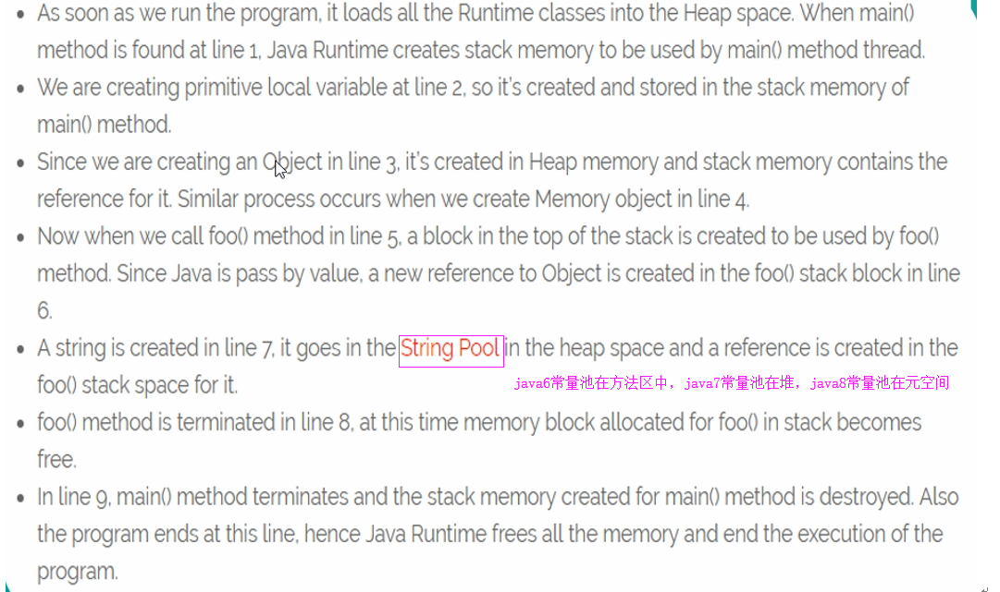 • As soon as we run the program, it loads all the Runtime classes into the Heap space. When main()
method is found at line 1, Java Runtime creates stack memory to be used by main() method thread.
• We are creating primitive local variable at line 2, so it's created and stored in the stack memory of
main() method.
• Since we are creating an Object in line 3, it's created in Heap memory and stack memory contains the
reference for it. Similar process occurs when we create Memory object in line 4.
• Now when we call foo() method in line 5, a block in the top of the stack is created to be used by foo()
method. Since Java is pass by value, a new reference to Object is created in the foo() stack block in line
6.
• A string is created in line 7, it goes in the String Pool in the heap space and a reference is created in the
foo() stack space for it.
java6常量池在方法区中，java7常量池在堆，java8常量池在元空间
• foo() method is terminated in line 8, at this time memory block allocated for foo() in stack becomes
free.
• In line 9, main() method terminates and the stack memory created for main() method is destroyed. Also
the program ends at this line, hence Java Runtime frees all the memory and end the execution of the
program.